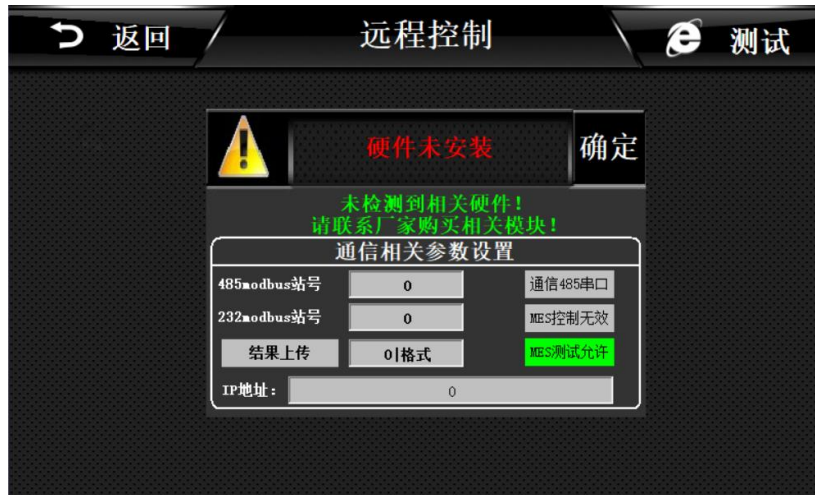 返回 远程控制 测试
硬件未安装 确定
未检测到相关硬件！
请联系厂家购买相关模块！
通信相关参数设置
485modbus站号 0 通信485串口
232modbus站号 0 MES控制无效
结果上传 0|格式 MES测试允许
IP地址： 0